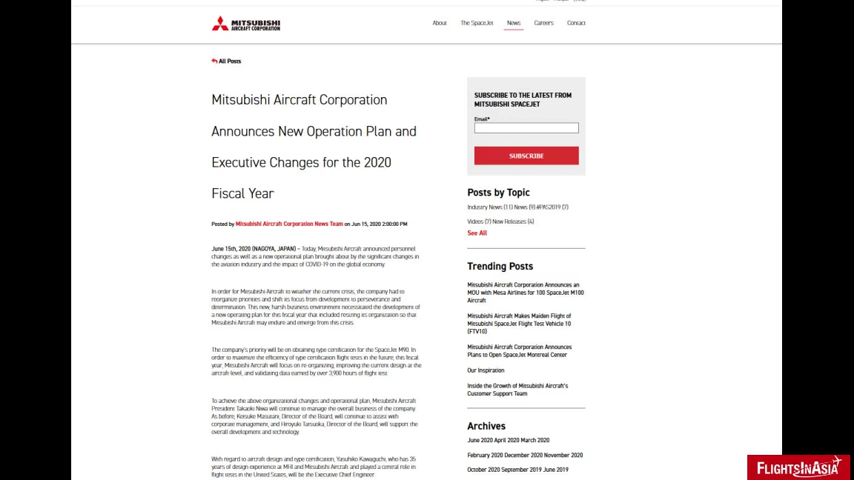 MITSUBISHI
AIRCRAFT CORPORATION
About The SpaceJet News Careers Contact
All Posts
Mitsubishi Aircraft Corporation
Announces New Operation Plan and
Executive Changes for the 2020
Fiscal Year
Posted by Mitsubishi Aircraft Corporation News Team on Jun 15, 2020 2:00:00 PM
June 15th, 2020 (NAGOYA, JAPAN) – Today, Mitsubishi Aircraft announced personnel
changes as well as a new operational plan brought about by the significant changes in
the aviation industry and the impact of COVID-19 on the global economy.
In order for Mitsubishi Aircraft to weather the current crisis, the company had to
reorganize priorities and shift its focus from development to perseverance and
determination. This new, harsh business environment necessitated the development of
a new operating plan for this fiscal year that included resizing its organization so that
Mitsubishi Aircraft may endure and emerge from this crisis.
The company's priority will be on obtaining type certification for the SpaceJet M90. In
order to maximize the efficiency of type certification flight tests in the future, this fiscal
year, Mitsubishi Aircraft will focus on re-organizing, improving the current design at the
aircraft level, and validating data earned by over 3,900 hours of flight test.
To achieve the above organizational changes and operational plan, Mitsubishi Aircraft
President Takaoki Niwa will continue to manage the overall business of the company.
As before, Keisuke Masutani, Director of the Board, will continue to assist with
corporate management, and Hiroyuki Tatsuoka, Director of the Board, will support the
overall development and technology.
With regard to aircraft design and type certification, Yasuhiko Kawaguchi, who has 35
years of design experience at MHI and Mitsubishi Aircraft and played a central role in
flight tests in the United States, will be the Executive Chief Engineer.
SUBSCRIBE TO THE LATEST FROM
MITSUBISHI SPACEJET
Email*
SUBSCRIBE
Posts by Topic
Industry News (11) News (9) #PAS2019 (7)
Videos (7) New Releases (4)
See All
Trending Posts
Mitsubishi Aircraft Corporation Announces an
MOU with Mesa Airlines for 100 SpaceJet M100
Aircraft
Mitsubishi Aircraft Makes Maiden Flight of
Mitsubishi SpaceJet Flight Test Vehicle 10
(FTV10)
Mitsubishi Aircraft Corporation Announces
Plans to Open SpaceJet Montreal Center
Our Inspiration
Inside the Growth of Mitsubishi Aircraft's
Customer Support Team
Archives
June 2020 April 2020 March 2020
February 2020 December 2020 November 2020
October 2020 September 2019 June 2019
FLIGHTSINASIA